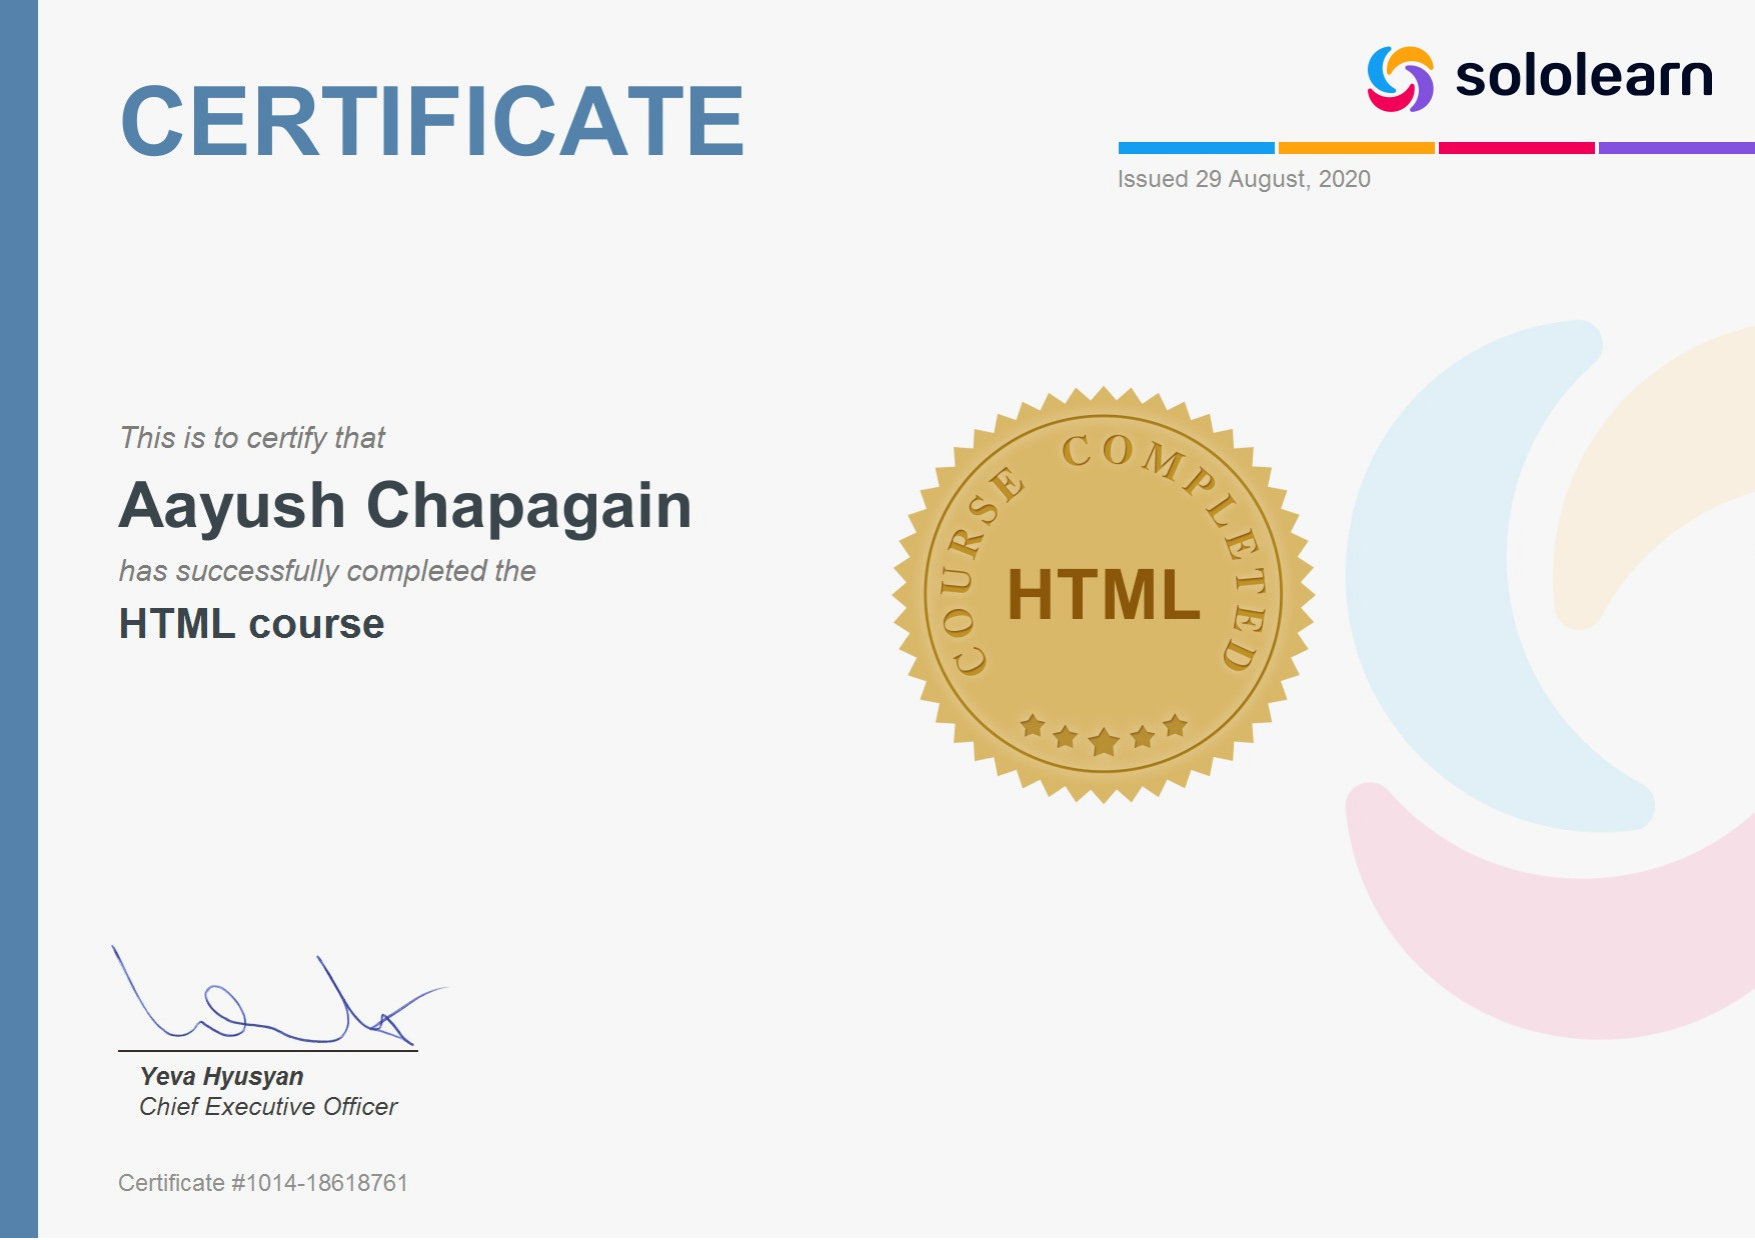 CERTIFICATE
sololearn
Issued 29 August, 2020
This is to certify that
Aayush Chapagain
has successfully completed the
HTML course
COURSE COMPLETED
HTML
Yeva Hyusyan
Chief Executive Officer
Certificate #1014-18618761